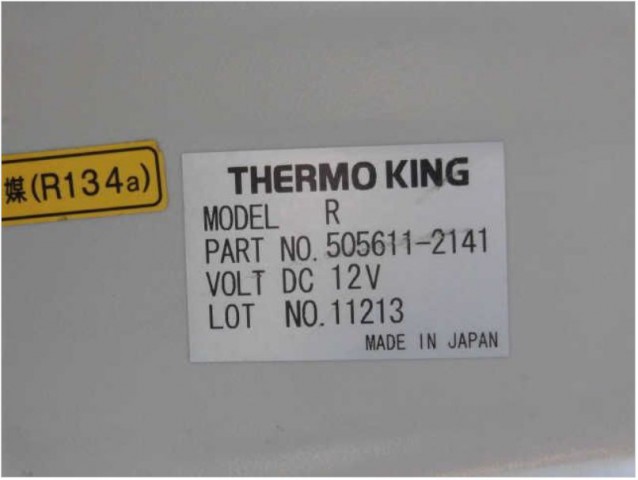 媒(R134a)
THERMO KING
MODEL R
PART NO. 505611-2141
VOLT DC 12V
LOT NO. 11213
MADE IN JAPAN